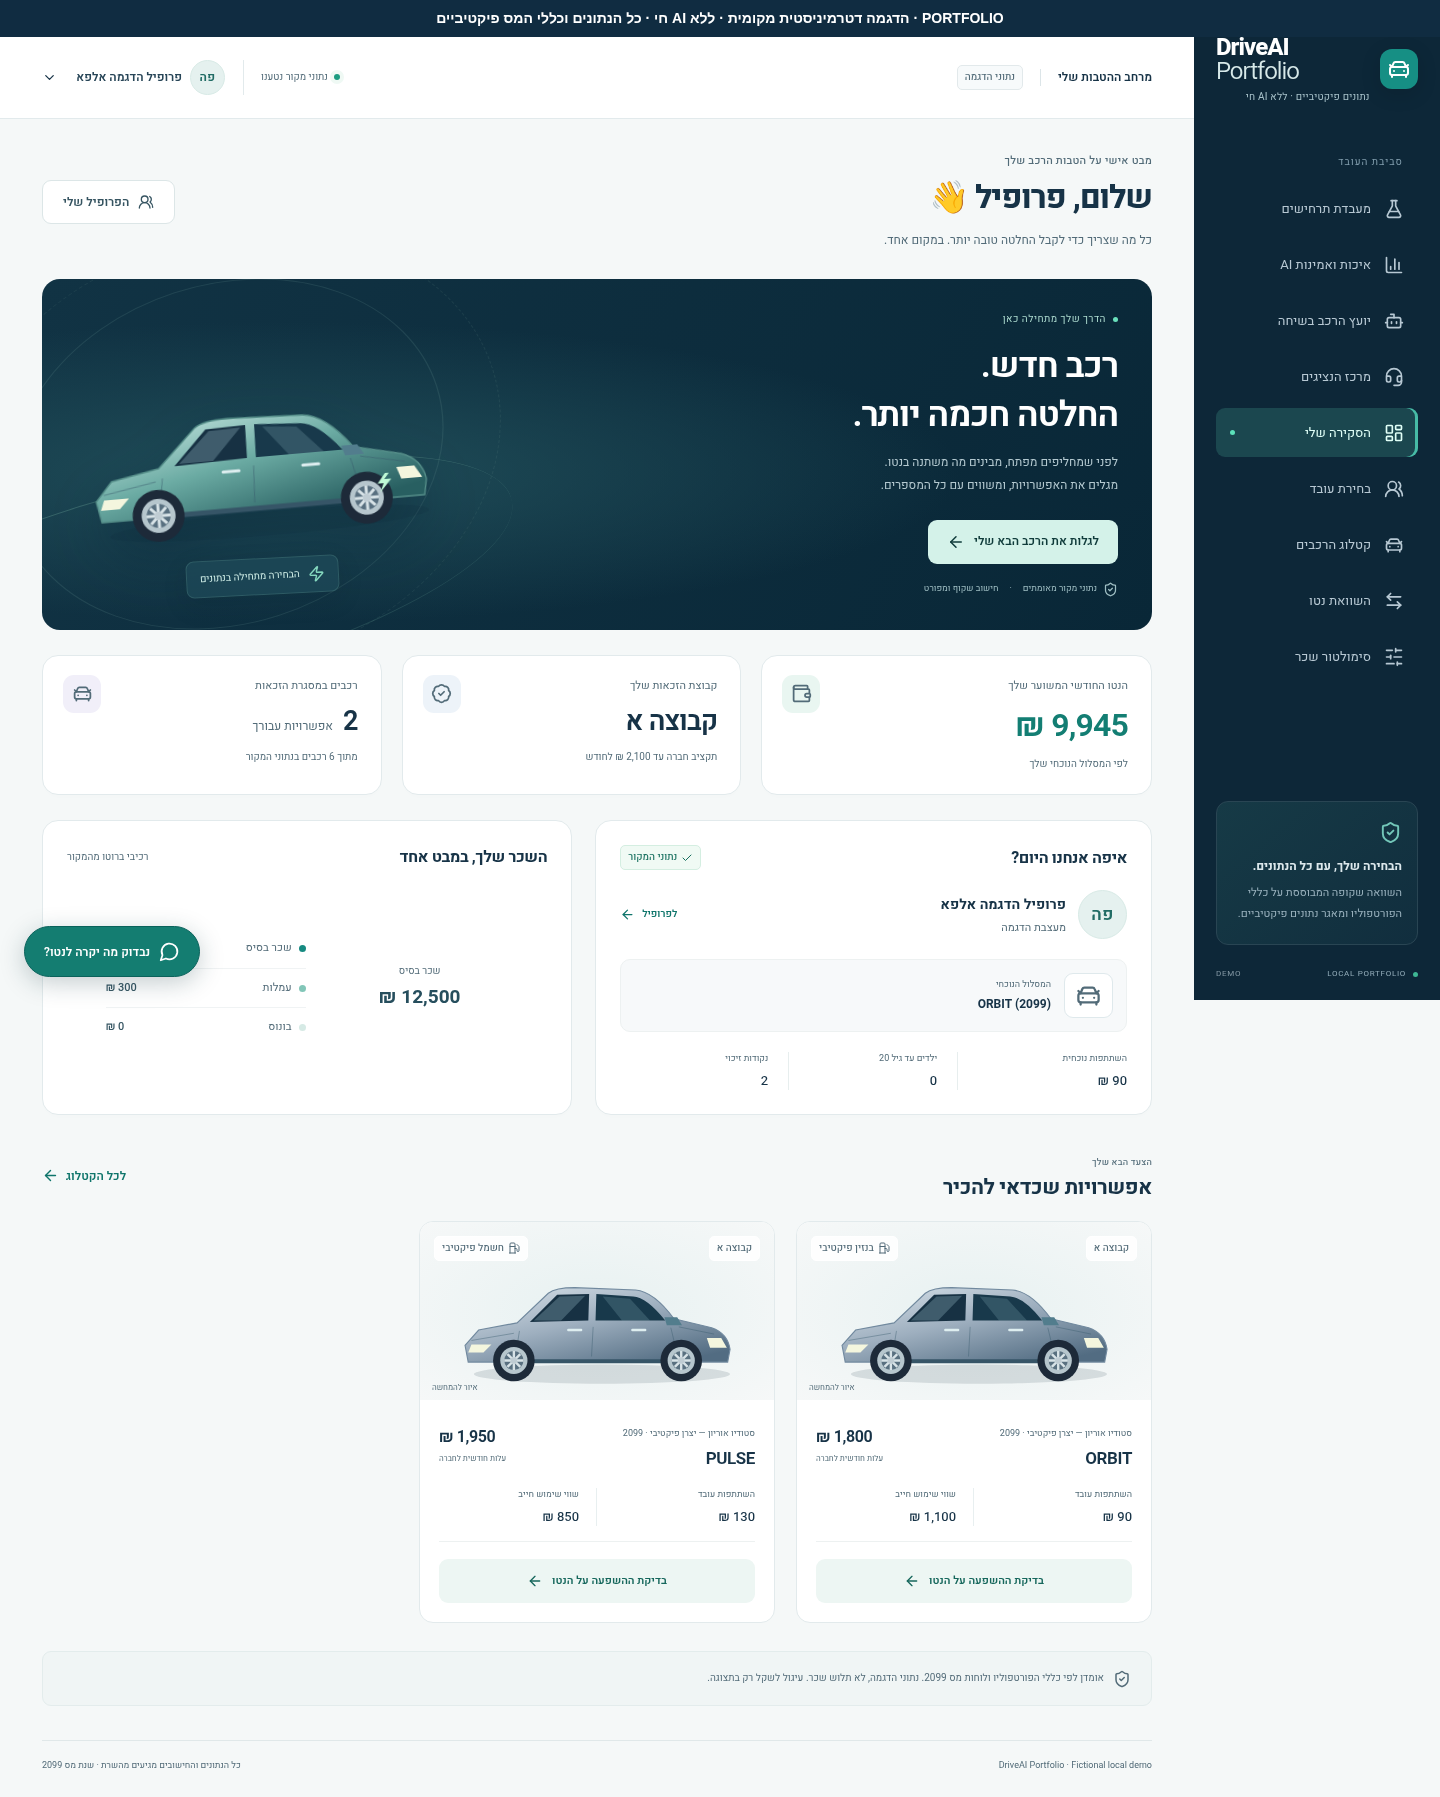 PORTFOLIO · הדגמה דטרמיניסטית מקומית · ללא AI חי · כל הנתונים וכללי המס פיקטיביים
DriveAI
Portfolio
נתונים פיקטיביים · ללא AI חי
סביבת העובד
מעבדת תרחישים
איכות ואמינות AI
יועץ הרכב בשיחה
מרכז הנציגים
הסקירה שלי
בחירת עובד
קטלוג הרכבים
השוואת נטו
סימולטור שכר
הבחירה שלך, עם כל הנתונים.
השוואה שקופה המבוססת על כללי
הפורטפוליו ומאגר נתונים פיקטיביים.
LOCAL PORTFOLIO
DEMO
מרחב ההטבות שלי
נתוני הדגמה
נתוני מקור נטענו
פה
פרופיל הדגמה אלפא
מבט אישי על הטבות הרכב שלך
שלום, פרופיל 👋
כל מה שצריך כדי לקבל החלטה טובה יותר. במקום אחד.
הפרופיל שלי
הדרך שלך מתחילה כאן
רכב חדש.
החלטה חכמה יותר.
לפני שמחליפים מפתח, מבינים מה משתנה בנטו.
מגלים את האפשרויות, ומשווים עם כל המספרים.
לגלות את הרכב הבא שלי
נתוני מקור מאומתים · חישוב שקוף ומפורט
הבחירה מתחילה בנתונים
הנטו החודשי המשוער שלך
9,945 ₪
לפי המסלול הנוכחי שלך
קבוצת הזכאות שלך
קבוצה א
תקציב חברה עד 2,100 ₪ לחודש
רכבים במסגרת הזכאות
2 אפשרויות עבורך
מתוך 6 רכבים בנתוני המקור
איפה אנחנו היום?
נתוני המקור
פה
פרופיל הדגמה אלפא
מעצבת הדגמה
לפרופיל
המסלול הנוכחי
ORBIT (2099)
השתתפות נוכחית
90 ₪
ילדים עד גיל 20
0
נקודות זיכוי
2
השכר שלך, במבט אחד
רכיבי ברוטו מהמקור
שכר בסיס
12,500 ₪
שכר בסיס
עמלות
300 ₪
בונוס
0 ₪
נבדוק מה יקרה לנטו?
הצעד הבא שלך
אפשרויות שכדאי להכיר
לכל הקטלוג
קבוצה א
בנזין פיקטיבי
איור להמחשה
סטודיו אוריון — יצרן פיקטיבי · 2099
ORBIT
1,800 ₪
עלות חודשית לחברה
השתתפות עובד
90 ₪
שווי שימוש חייב
1,100 ₪
בדיקת ההשפעה על הנטו
קבוצה א
חשמל פיקטיבי
איור להמחשה
סטודיו אוריון — יצרן פיקטיבי · 2099
PULSE
1,950 ₪
עלות חודשית לחברה
השתתפות עובד
130 ₪
שווי שימוש חייב
850 ₪
בדיקת ההשפעה על הנטו
אומדן לפי כללי הפורטפוליו ולוחות מס 2099. נתוני הדגמה, לא תלוש שכר. עיגול לשקל רק בתצוגה.
DriveAI Portfolio · Fictional local demo
כל הנתונים והחישובים מגיעים מהשרת · שנת מס 2099